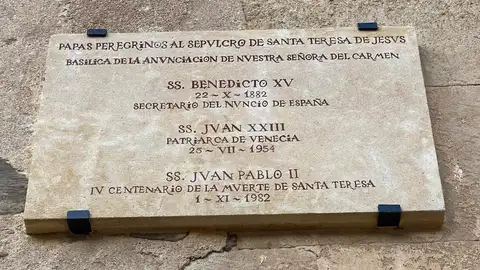 PAPAS PEREGRINOS AL SEPVLCRO DE SANTA TERESA DE JESVS
BASILICA DE LA ANVNCIACION DE NVESTRA SEÑORA DEL CARMEN
SS. BENEDICTO XV
22 ~ X ~ 1882
SECRETARIO DEL NVNCIO DE ESPAÑA
SS. JVAN XXIII
PATRIARCA DE VENECIA
25 ~ VII ~ 1954
SS. JVAN PABLO II
IV CENTENARIO DE LA MVERTE DE SANTA TERESA
1 ~ XI ~ 1982